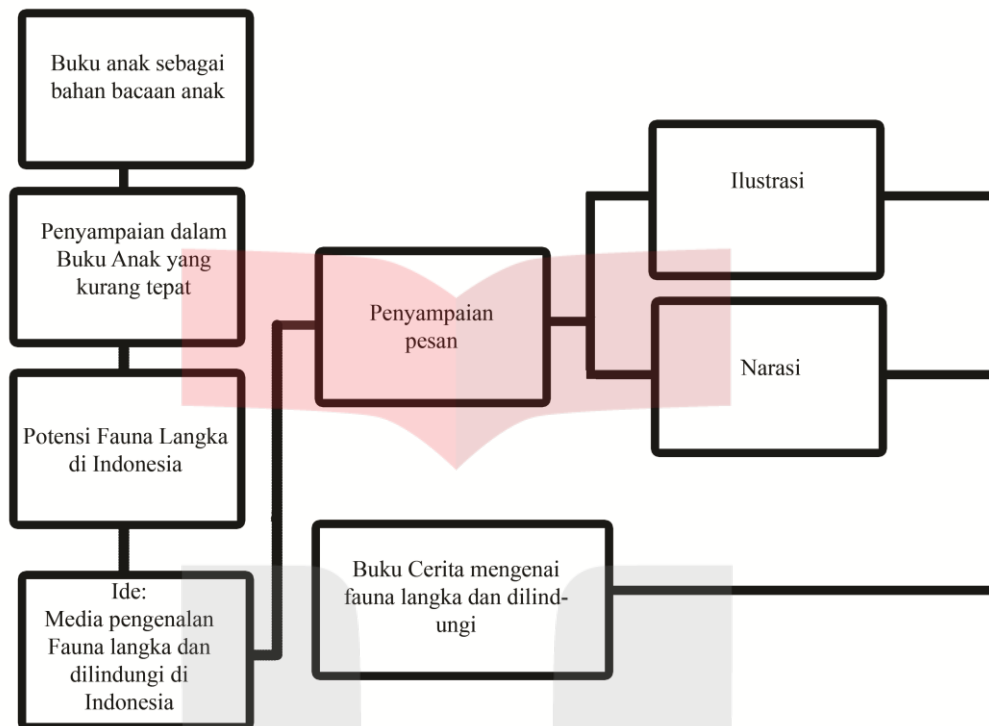 Buku anak sebagai
bahan bacaan anak
Penyampaian dalam
Buku Anak yang
kurang tepat
Potensi Fauna Langka
di Indonesia
Ide:
Media pengenalan
Fauna langka dan
dilindungi di
Indonesia
Penyampaian
pesan
Ilustrasi
Narasi
Buku Cerita mengenai
fauna langka dan dilind-
ungi